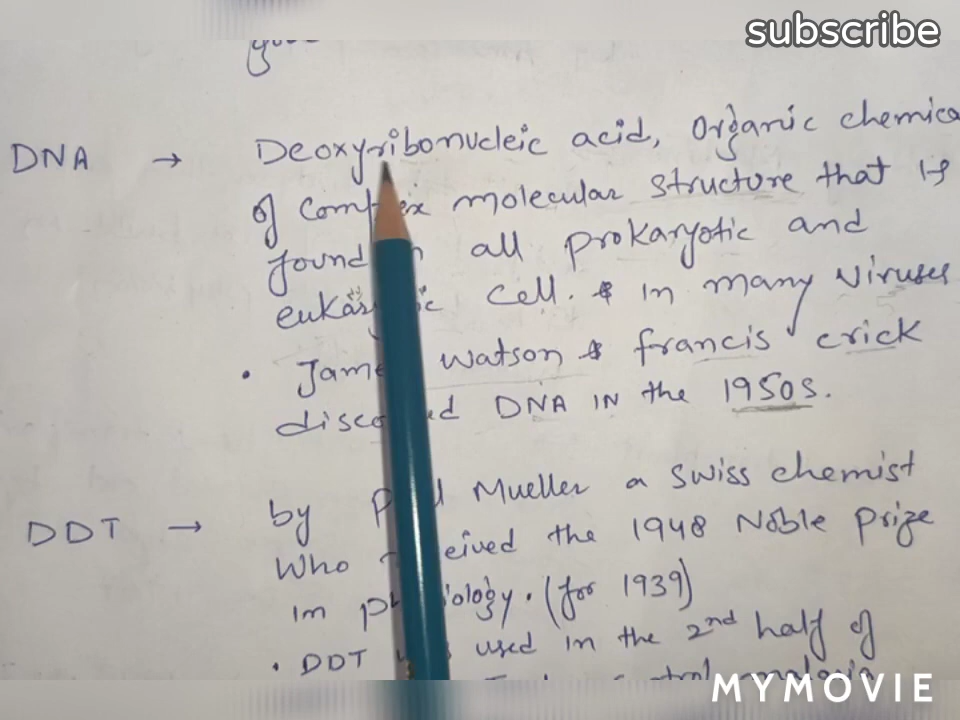 subscribe
DNA → Deoxyribonucleic acid, Organic chemica
of molecular structure that is
found all prokaryotic and
cell. & in many viruses
• Watson & francis crick
DNA IN the 1950s.
DDT → by Mueller a swiss chemist
Who the 1948 Noble Prize
in (for 1939)
• DDT used in the 2nd half of
MYMOVIE